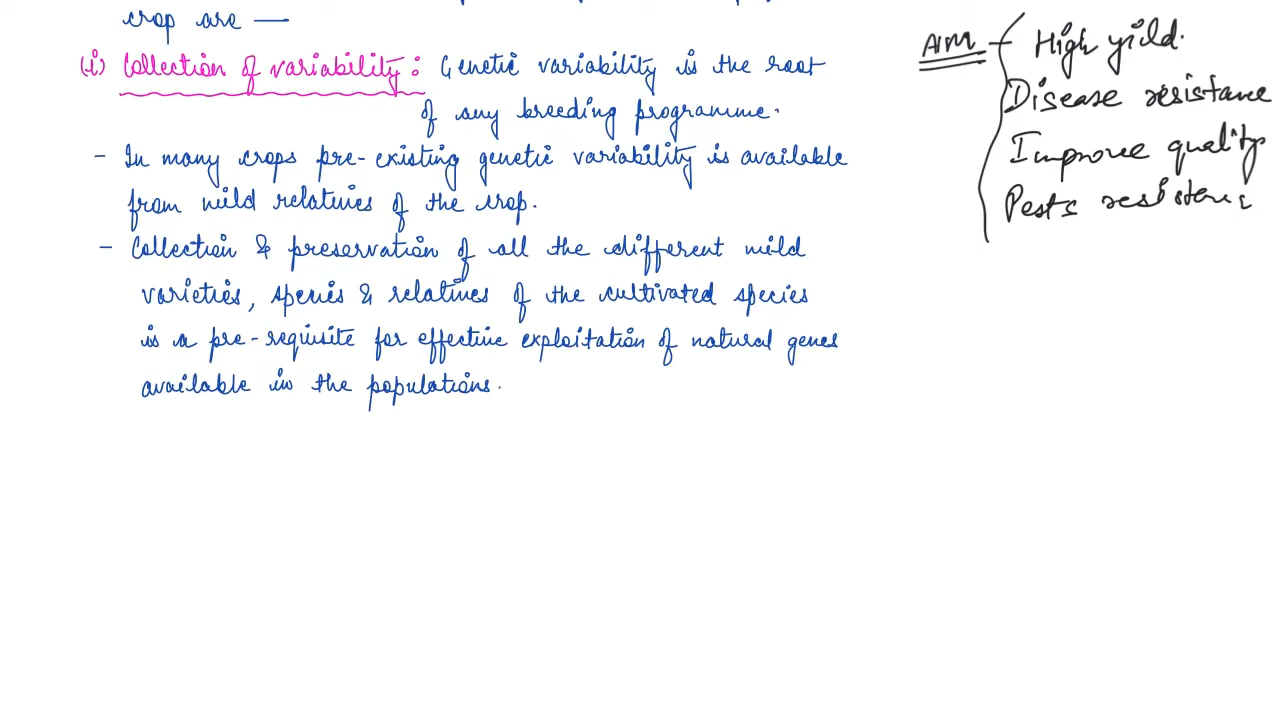 crop are —
(i) Collection of variability : Genetic variability is the root
of any breeding programme.
- In many crops pre-existing genetic variability is available
from wild relatives of the crop.
- Collection & preservation of all the different wild
varieties, species & relatives of the cultivated species
is a pre-requisite for effective exploitation of natural genes
available in the populations.
AIM - High yield.
Disease resistance
Improve quality
Pests resistenc